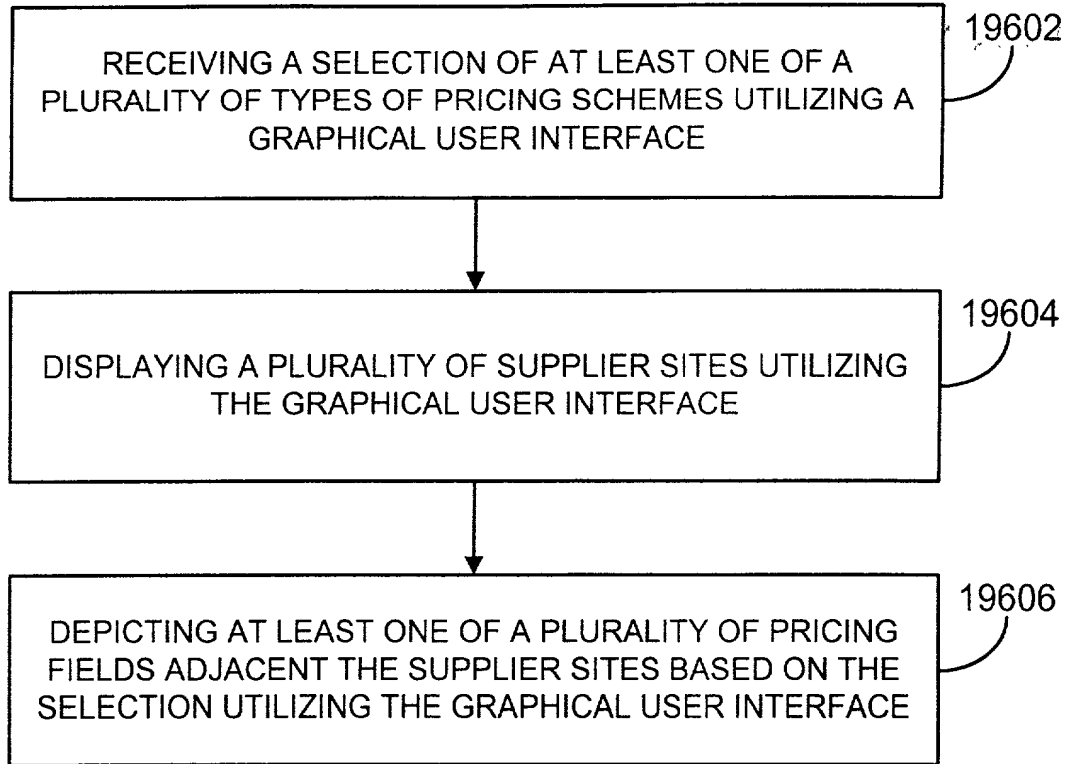 RECEIVING A SELECTION OF AT LEAST ONE OF A
PLURALITY OF TYPES OF PRICING SCHEMES UTILIZING A
GRAPHICAL USER INTERFACE
19602
DISPLAYING A PLURALITY OF SUPPLIER SITES UTILIZING
THE GRAPHICAL USER INTERFACE
19604
DEPICTING AT LEAST ONE OF A PLURALITY OF PRICING
FIELDS ADJACENT THE SUPPLIER SITES BASED ON THE
SELECTION UTILIZING THE GRAPHICAL USER INTERFACE
19606